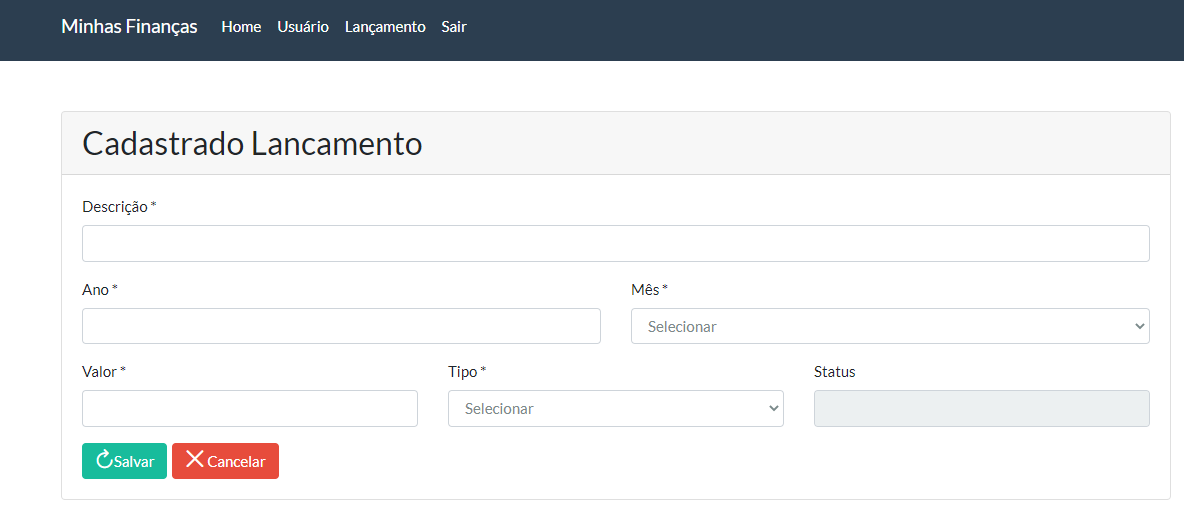 Minhas Finanças Home Usuário Lançamento Sair
Cadastrado Lancamento
Descrição *
Ano * Mês *
Selecionar
Valor * Tipo * Status
Selecionar
Salvar Cancelar